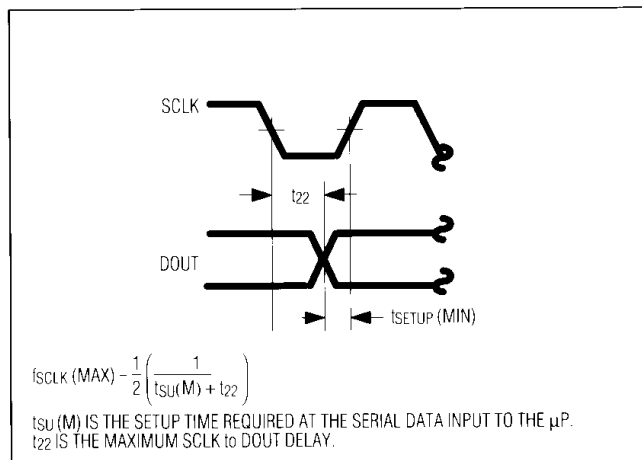 SCLK
t22
DOUT
tSETUP (MIN)
fSCLK (MAX) = 1/2 ( 1 / tSU(M) + t22 )
tSU (M) IS THE SETUP TIME REQUIRED AT THE SERIAL DATA INPUT TO THE µP.
t22 IS THE MAXIMUM SCLK to DOUT DELAY.